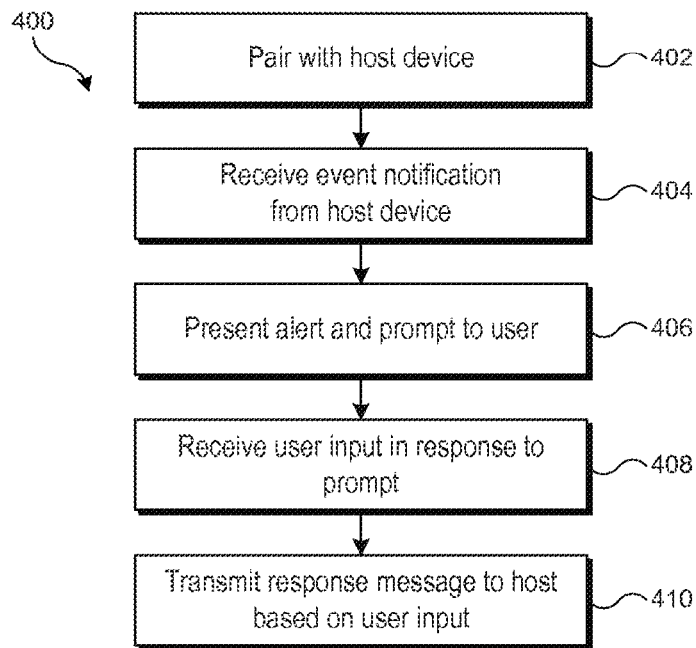 400
Pair with host device
402
Receive event notification
from host device
404
Present alert and prompt to user
406
Receive user input in response to
prompt
408
Transmit response message to host
based on user input
410